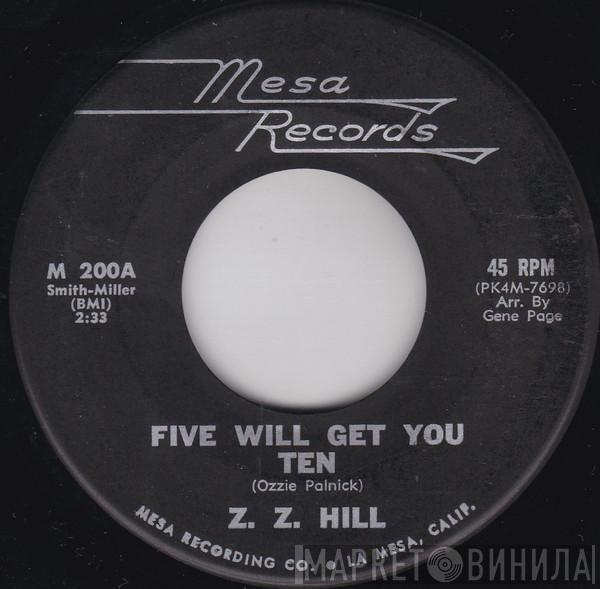 Mesa
Records
M 200A
Smith-Miller
(BMI)
2:33
45 RPM
(PK4M-7698)
Arr. By
Gene Page
FIVE WILL GET YOU
TEN
(Ozzie Palnick)
Z. Z. HILL
MESA RECORDING CO. • LA MESA, CALIF.
МАРКЕТ ВИНИЛА